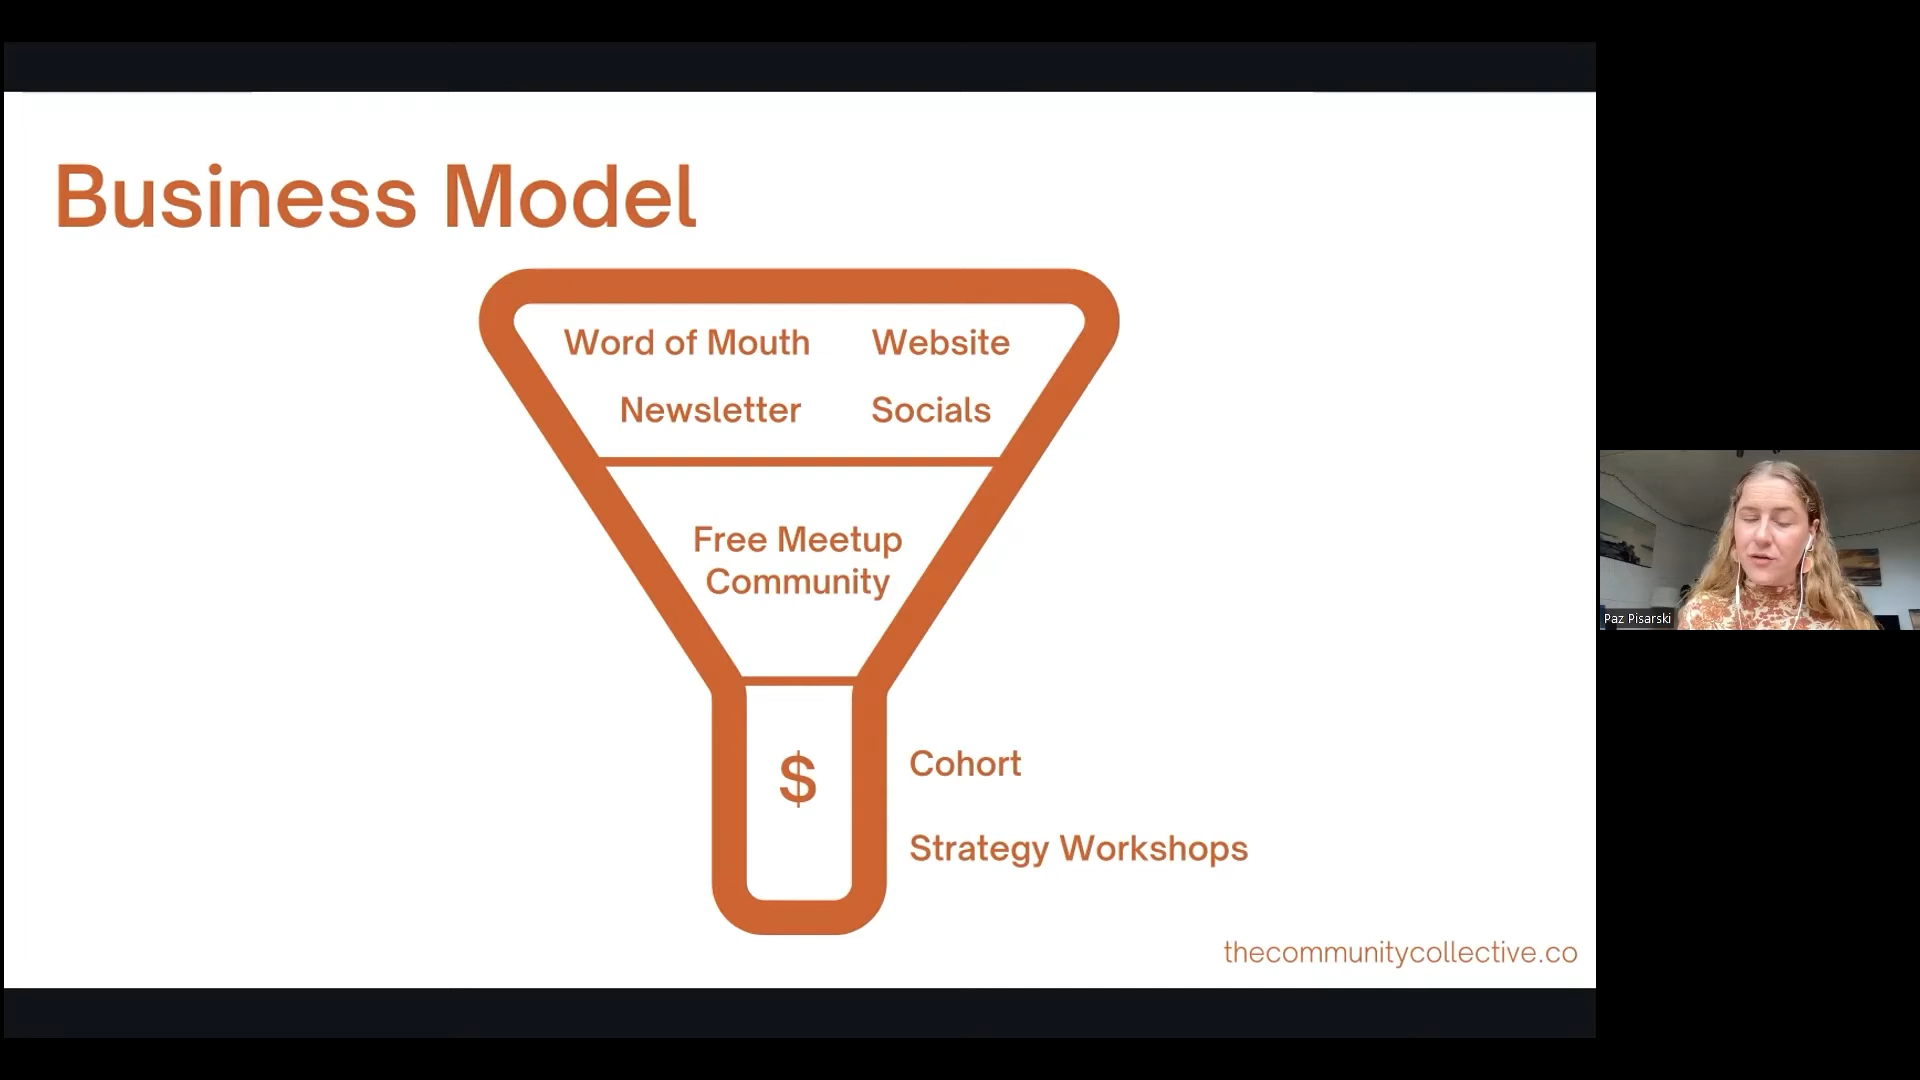 Business Model
Word of Mouth
Website
Newsletter
Socials
Free Meetup
Community
$
Cohort
Strategy Workshops
thecommunitycollective.co
Paz Pisarski